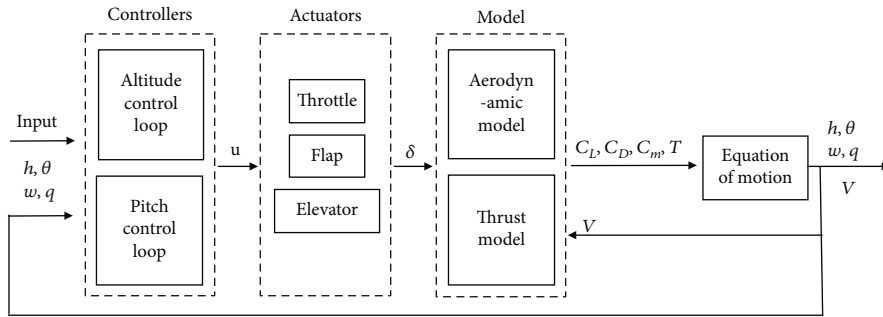 Controllers
Actuators
Model
Input
h, θ
w, q
Altitude
control
loop
Pitch
control
loop
u
Throttle
Flap
Elevator
δ
Aerodyn
-amic
model
Thrust
model
C_L, C_D, C_m, T
V
Equation
of motion
h, θ
w, q
V